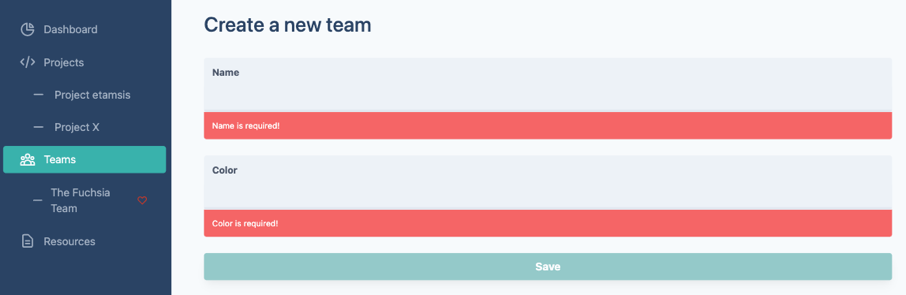 Dashboard
Projects
Project etamsis
Project X
Teams
The Fuchsia
Team
Resources
Create a new team
Name
Name is required!
Color
Color is required!
Save